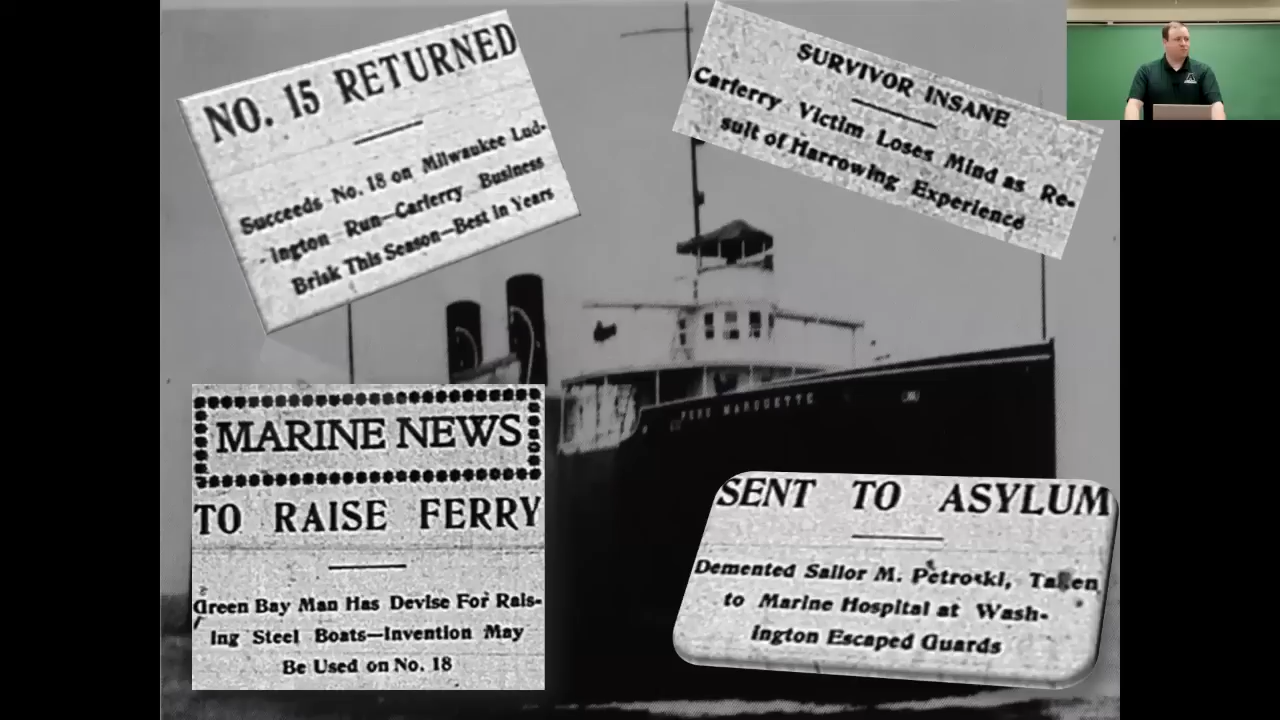 NO. 15 RETURNED
Succeeds No. 18 on Milwaukee Lud-
ington Run—Carferry Business
Brisk This Season—Best in Years
SURVIVOR INSANE
Carferry Victim Loses Mind as Re-
sult of Harrowing Experience
PERE MARQUETTE
MARINE NEWS
TO RAISE FERRY
Green Bay Man Has Devise For Rais-
ing Steel Boats—Invention May
Be Used on No. 18
SENT TO ASYLUM
Demented Sailor M. Petroski, Taken
to Marine Hospital at Wash-
ington Escaped Guards